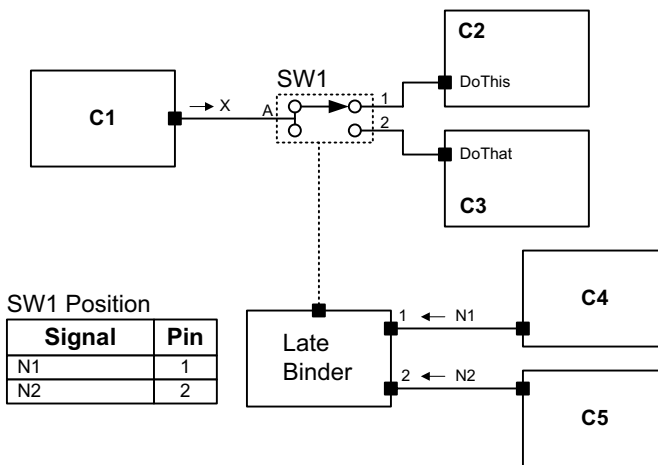 C2
SW1
DoThis
1
X
A
C1
2
DoThat
C3
C4
SW1 Position
Signal Pin
N1 1
N2 2
Late
Binder
1 N1
2 N2
C5